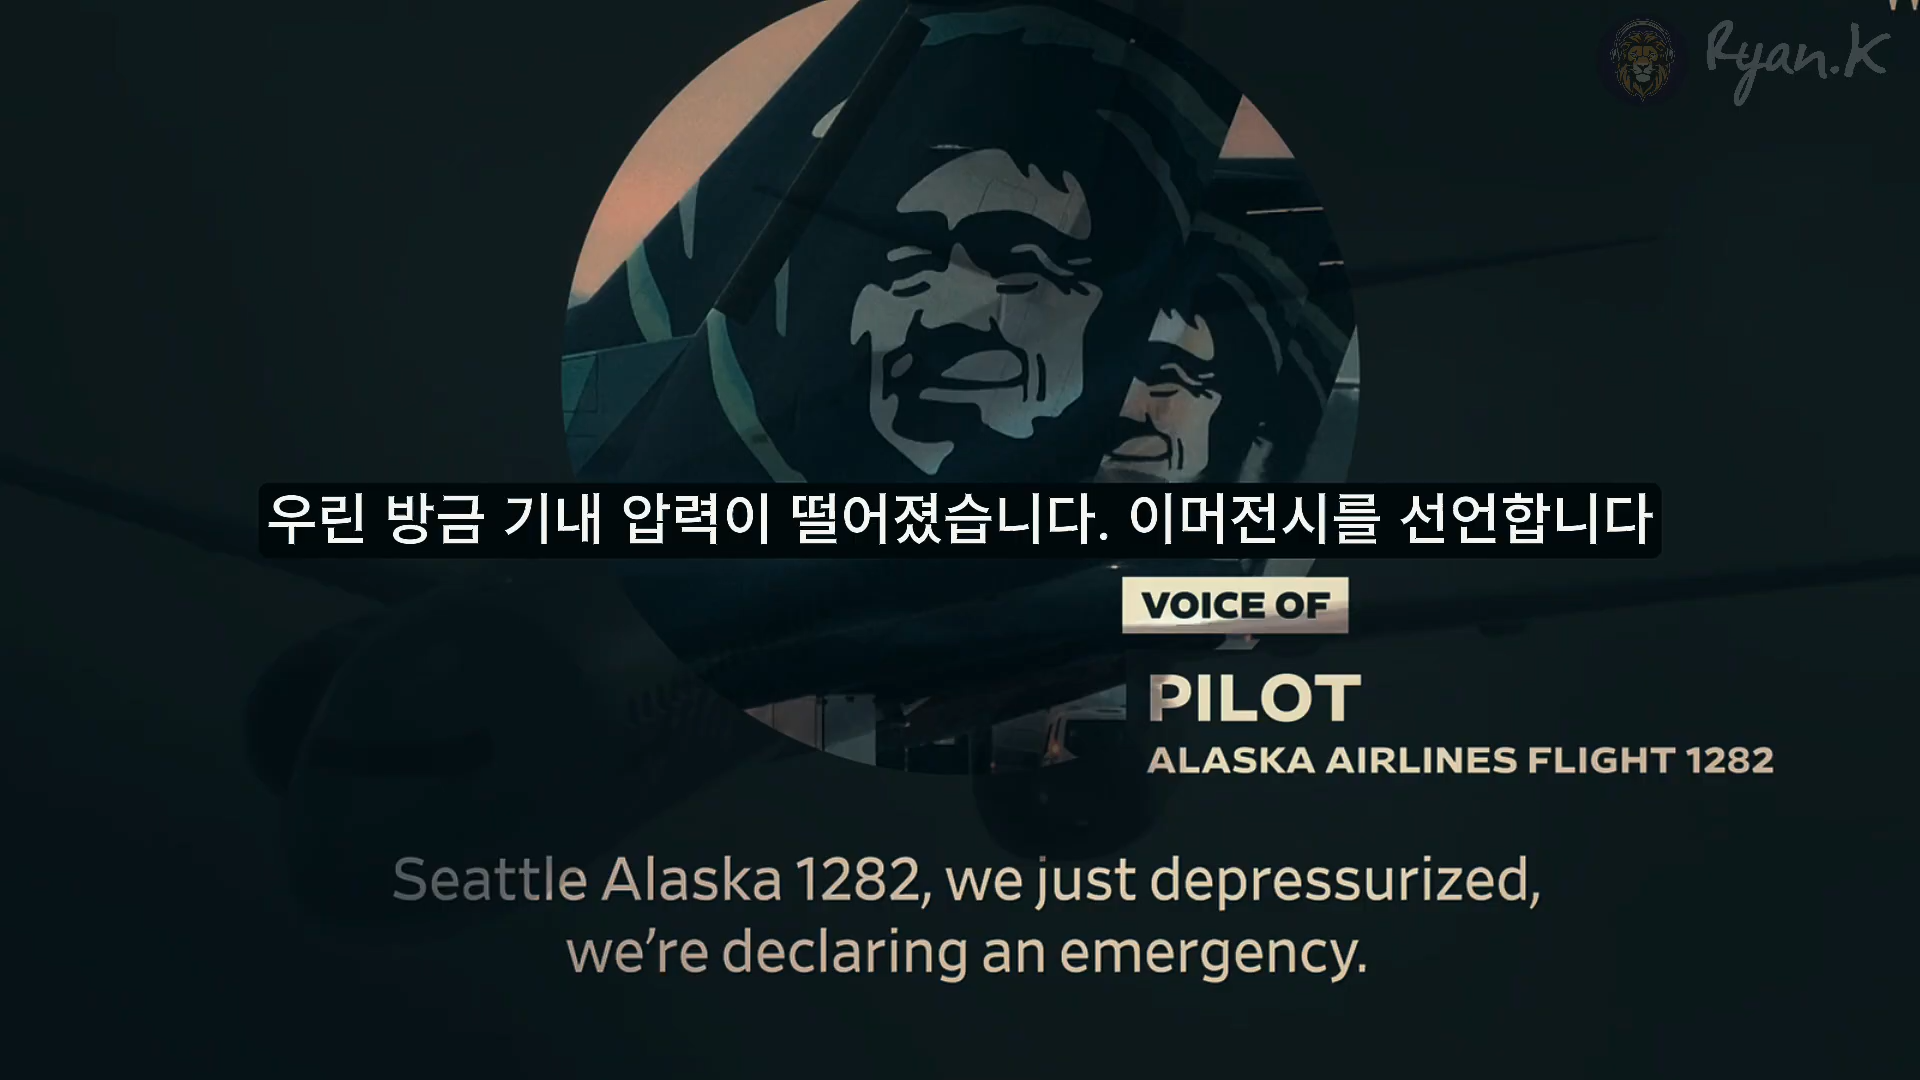 Ryan.K
우린 방금 기내 압력이 떨어졌습니다. 이머전시를 선언합니다
VOICE OF
PILOT
ALASKA AIRLINES FLIGHT 1282
Seattle Alaska 1282, we just depressurized,
we're declaring an emergency.